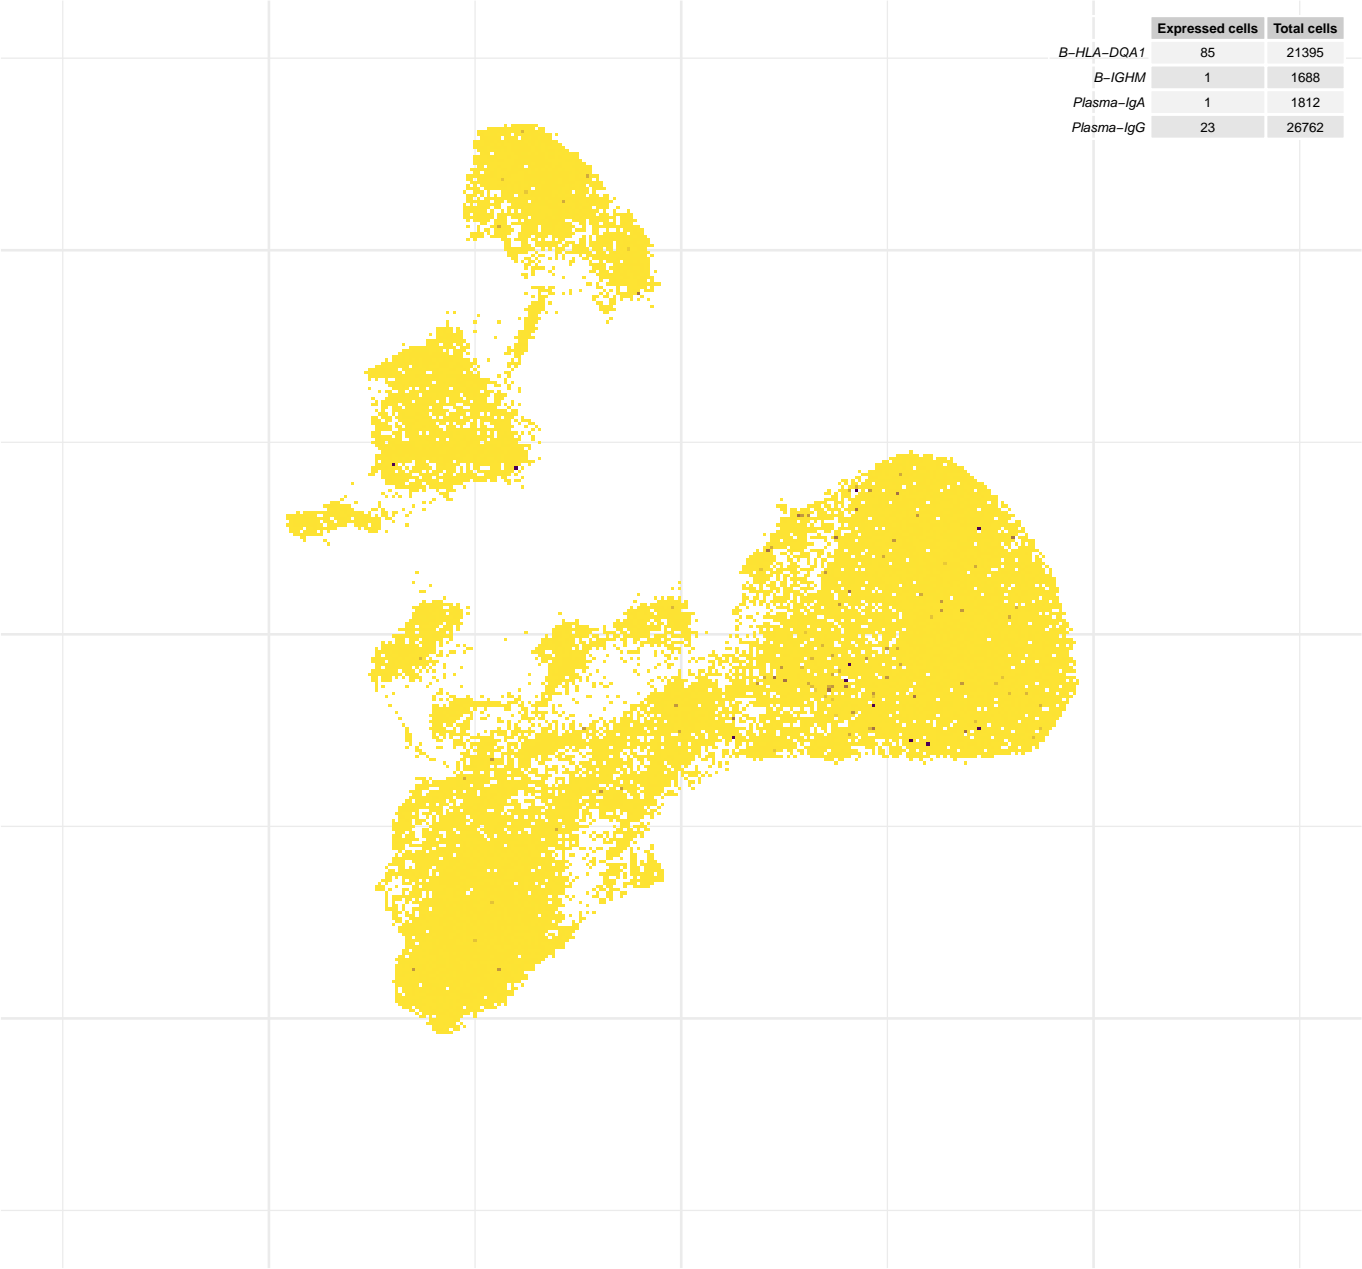 Expressed cells Total cells
B−HLA−DQA1 85 21395
B−IGHM 1 1688
Plasma−IgA 1 1812
Plasma−IgG 23 26762